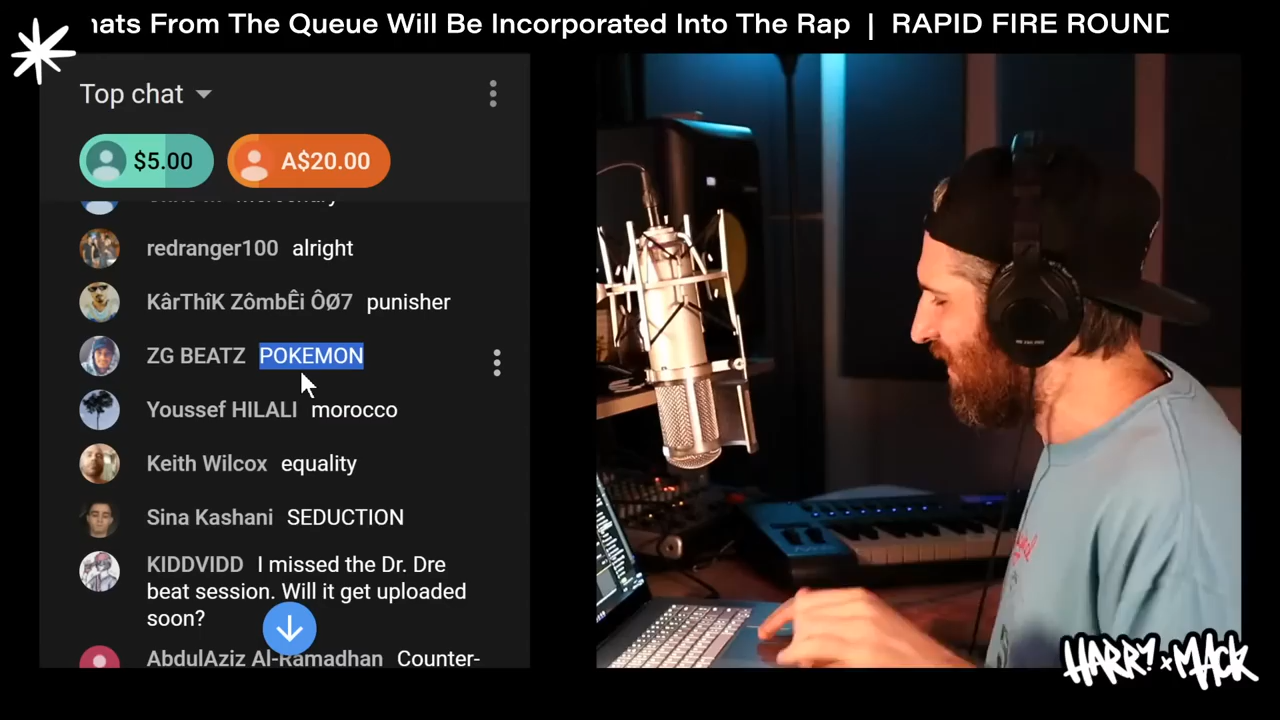 hats From The Queue Will Be Incorporated Into The Rap | RAPID FIRE ROUND
Top chat
$5.00 A$20.00
redranger100 alright
KârThîK ZômbÊi ÔØ7 punisher
ZG BEATZ POKEMON
Youssef HILALI morocco
Keith Wilcox equality
Sina Kashani SEDUCTION
KIDDVIDD I missed the Dr. Dre
beat session. Will it get uploaded
soon?
AbdulAziz Al-Ramadhan Counter-
HARRY x MACK